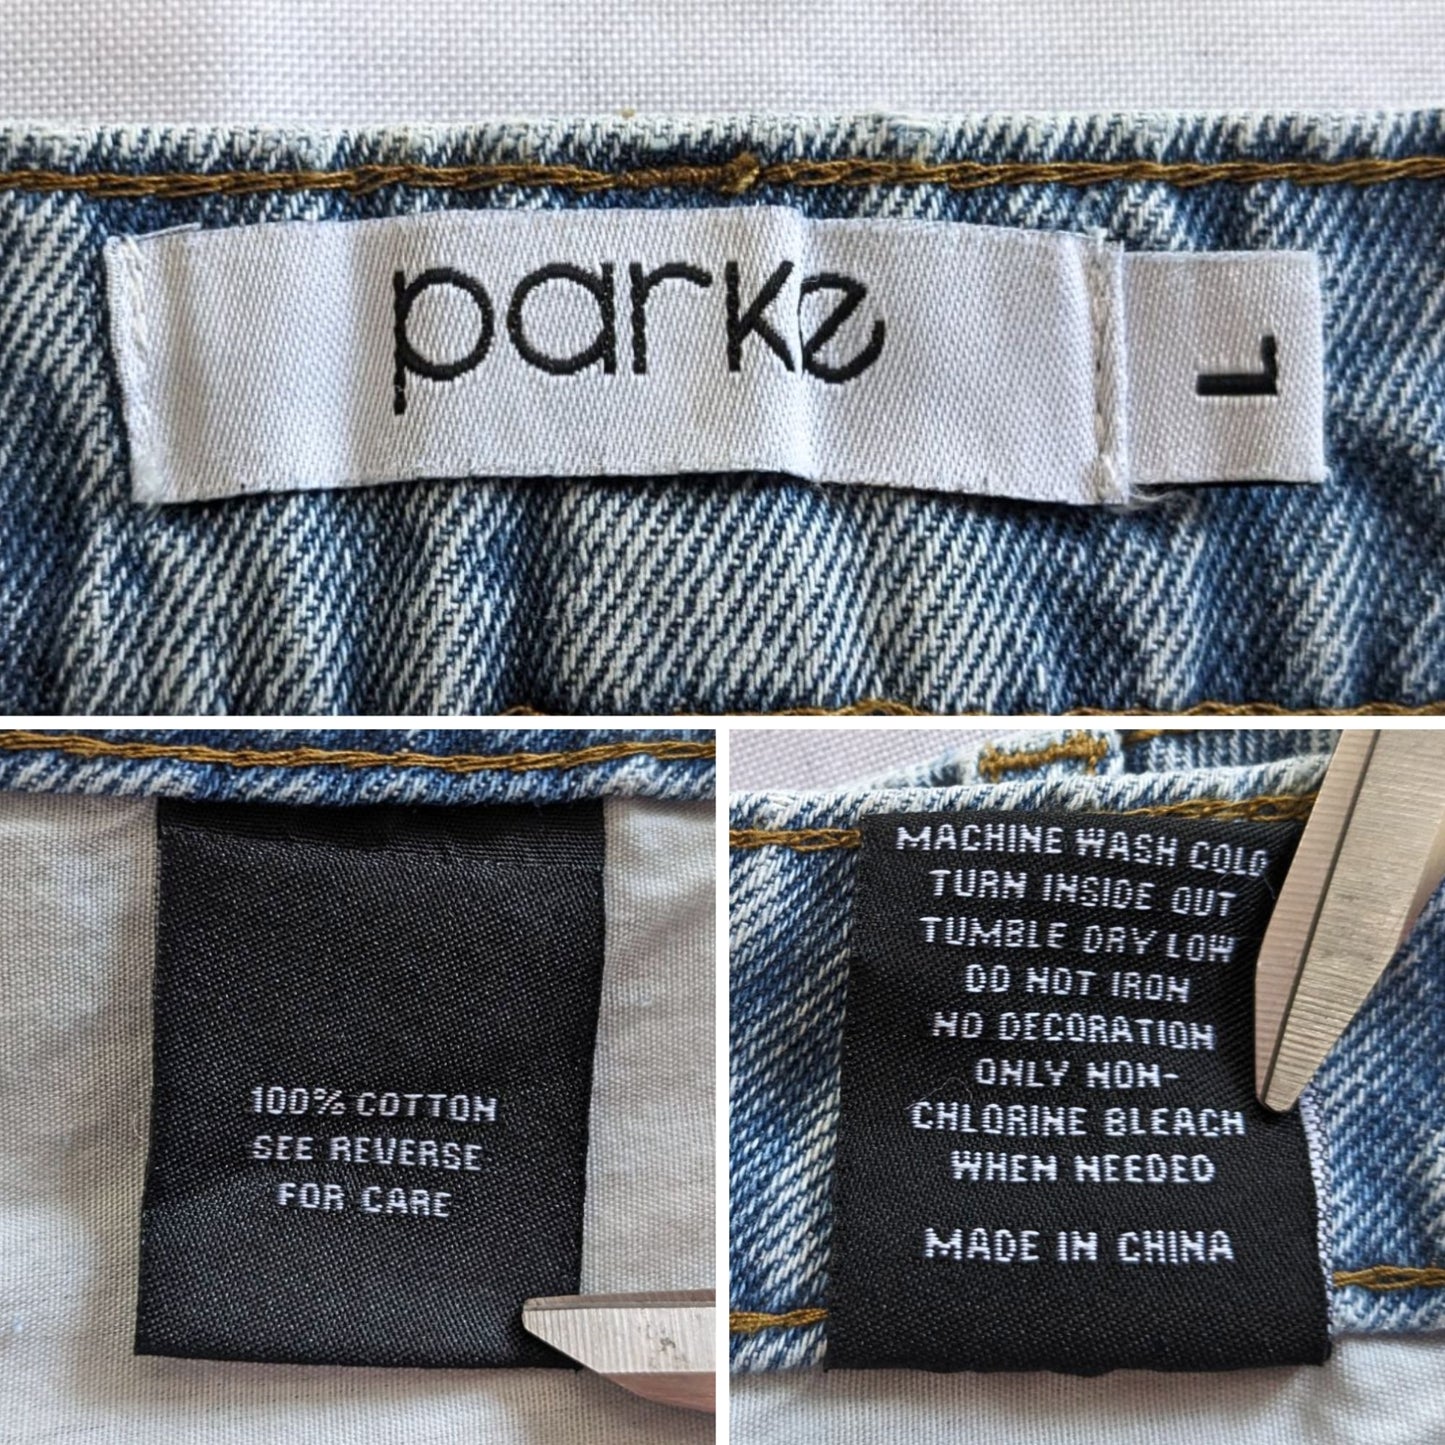 parke
L
100% COTTON
SEE REVERSE
FOR CARE
MACHINE WASH COLD
TURN INSIDE OUT
TUMBLE DRY LOW
DO NOT IRON
NO DECORATION
ONLY NON-
CHLORINE BLEACH
WHEN NEEDED
MADE IN CHINA